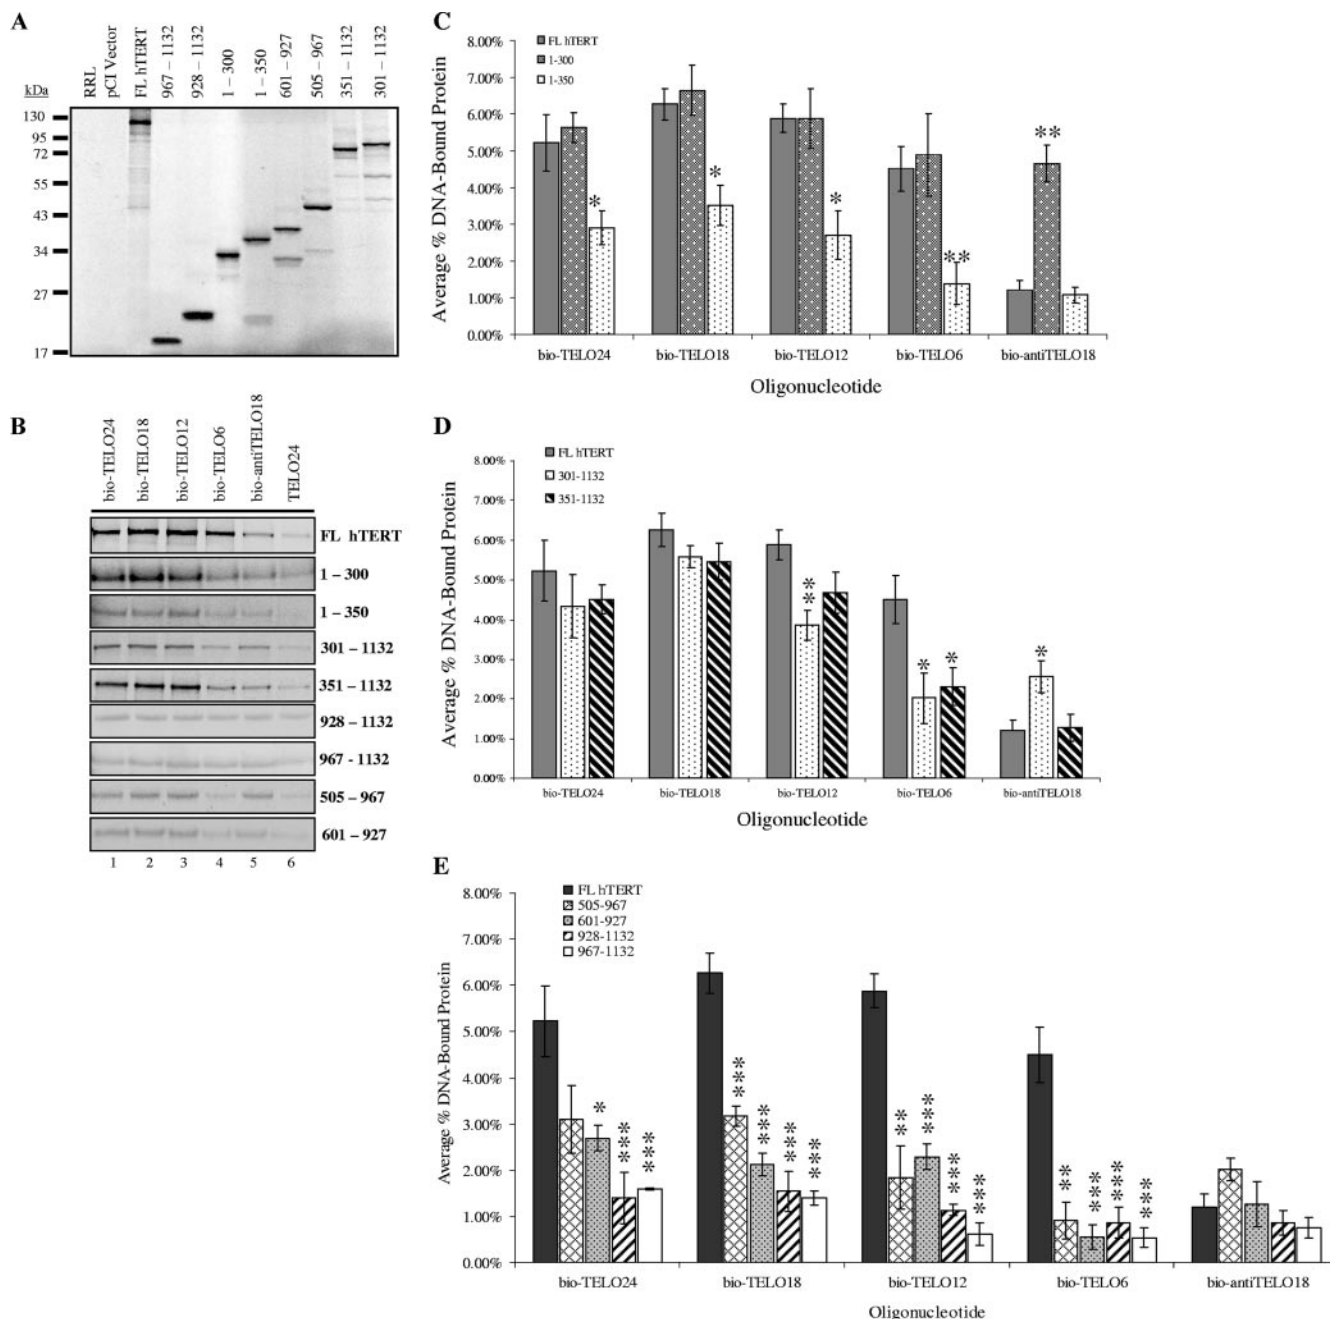 A
RRL
pCI Vector
FL hTERT
967 – 1132
928 – 1132
1 – 300
1 – 350
601 – 927
505 – 967
351 – 1132
301 – 1132
kDa
130
95
72
55
43
34
27
17
B
bio-TELO24
bio-TELO18
bio-TELO12
bio-TELO6
bio-antiTELO18
TELO24
FL hTERT
1 – 300
1 – 350
301 – 1132
351 – 1132
928 – 1132
967 - 1132
505 – 967
601 – 927
1 2 3 4 5 6
C
Average % DNA-Bound Protein
8.00%
7.00%
6.00%
5.00%
4.00%
3.00%
2.00%
1.00%
0.00%
FL hTERT
1-300
1-350
* * * ** **
bio-TELO24 bio-TELO18 bio-TELO12 bio-TELO6 bio-antiTELO18
Oligonucleotide
D
Average % DNA-Bound Protein
8.00%
7.00%
6.00%
5.00%
4.00%
3.00%
2.00%
1.00%
0.00%
FL hTERT
301-1132
351-1132
** * * *
bio-TELO24 bio-TELO18 bio-TELO12 bio-TELO6 bio-antiTELO18
Oligonucleotide
E
Average % DNA-Bound Protein
8.00%
7.00%
6.00%
5.00%
4.00%
3.00%
2.00%
1.00%
0.00%
FL hTERT
505-967
601-927
928-1132
967-1132
* *** *** *** *** *** *** ** *** *** *** ** *** *** ***
bio-TELO24 bio-TELO18 bio-TELO12 bio-TELO6 bio-antiTELO18
Oligonucleotide